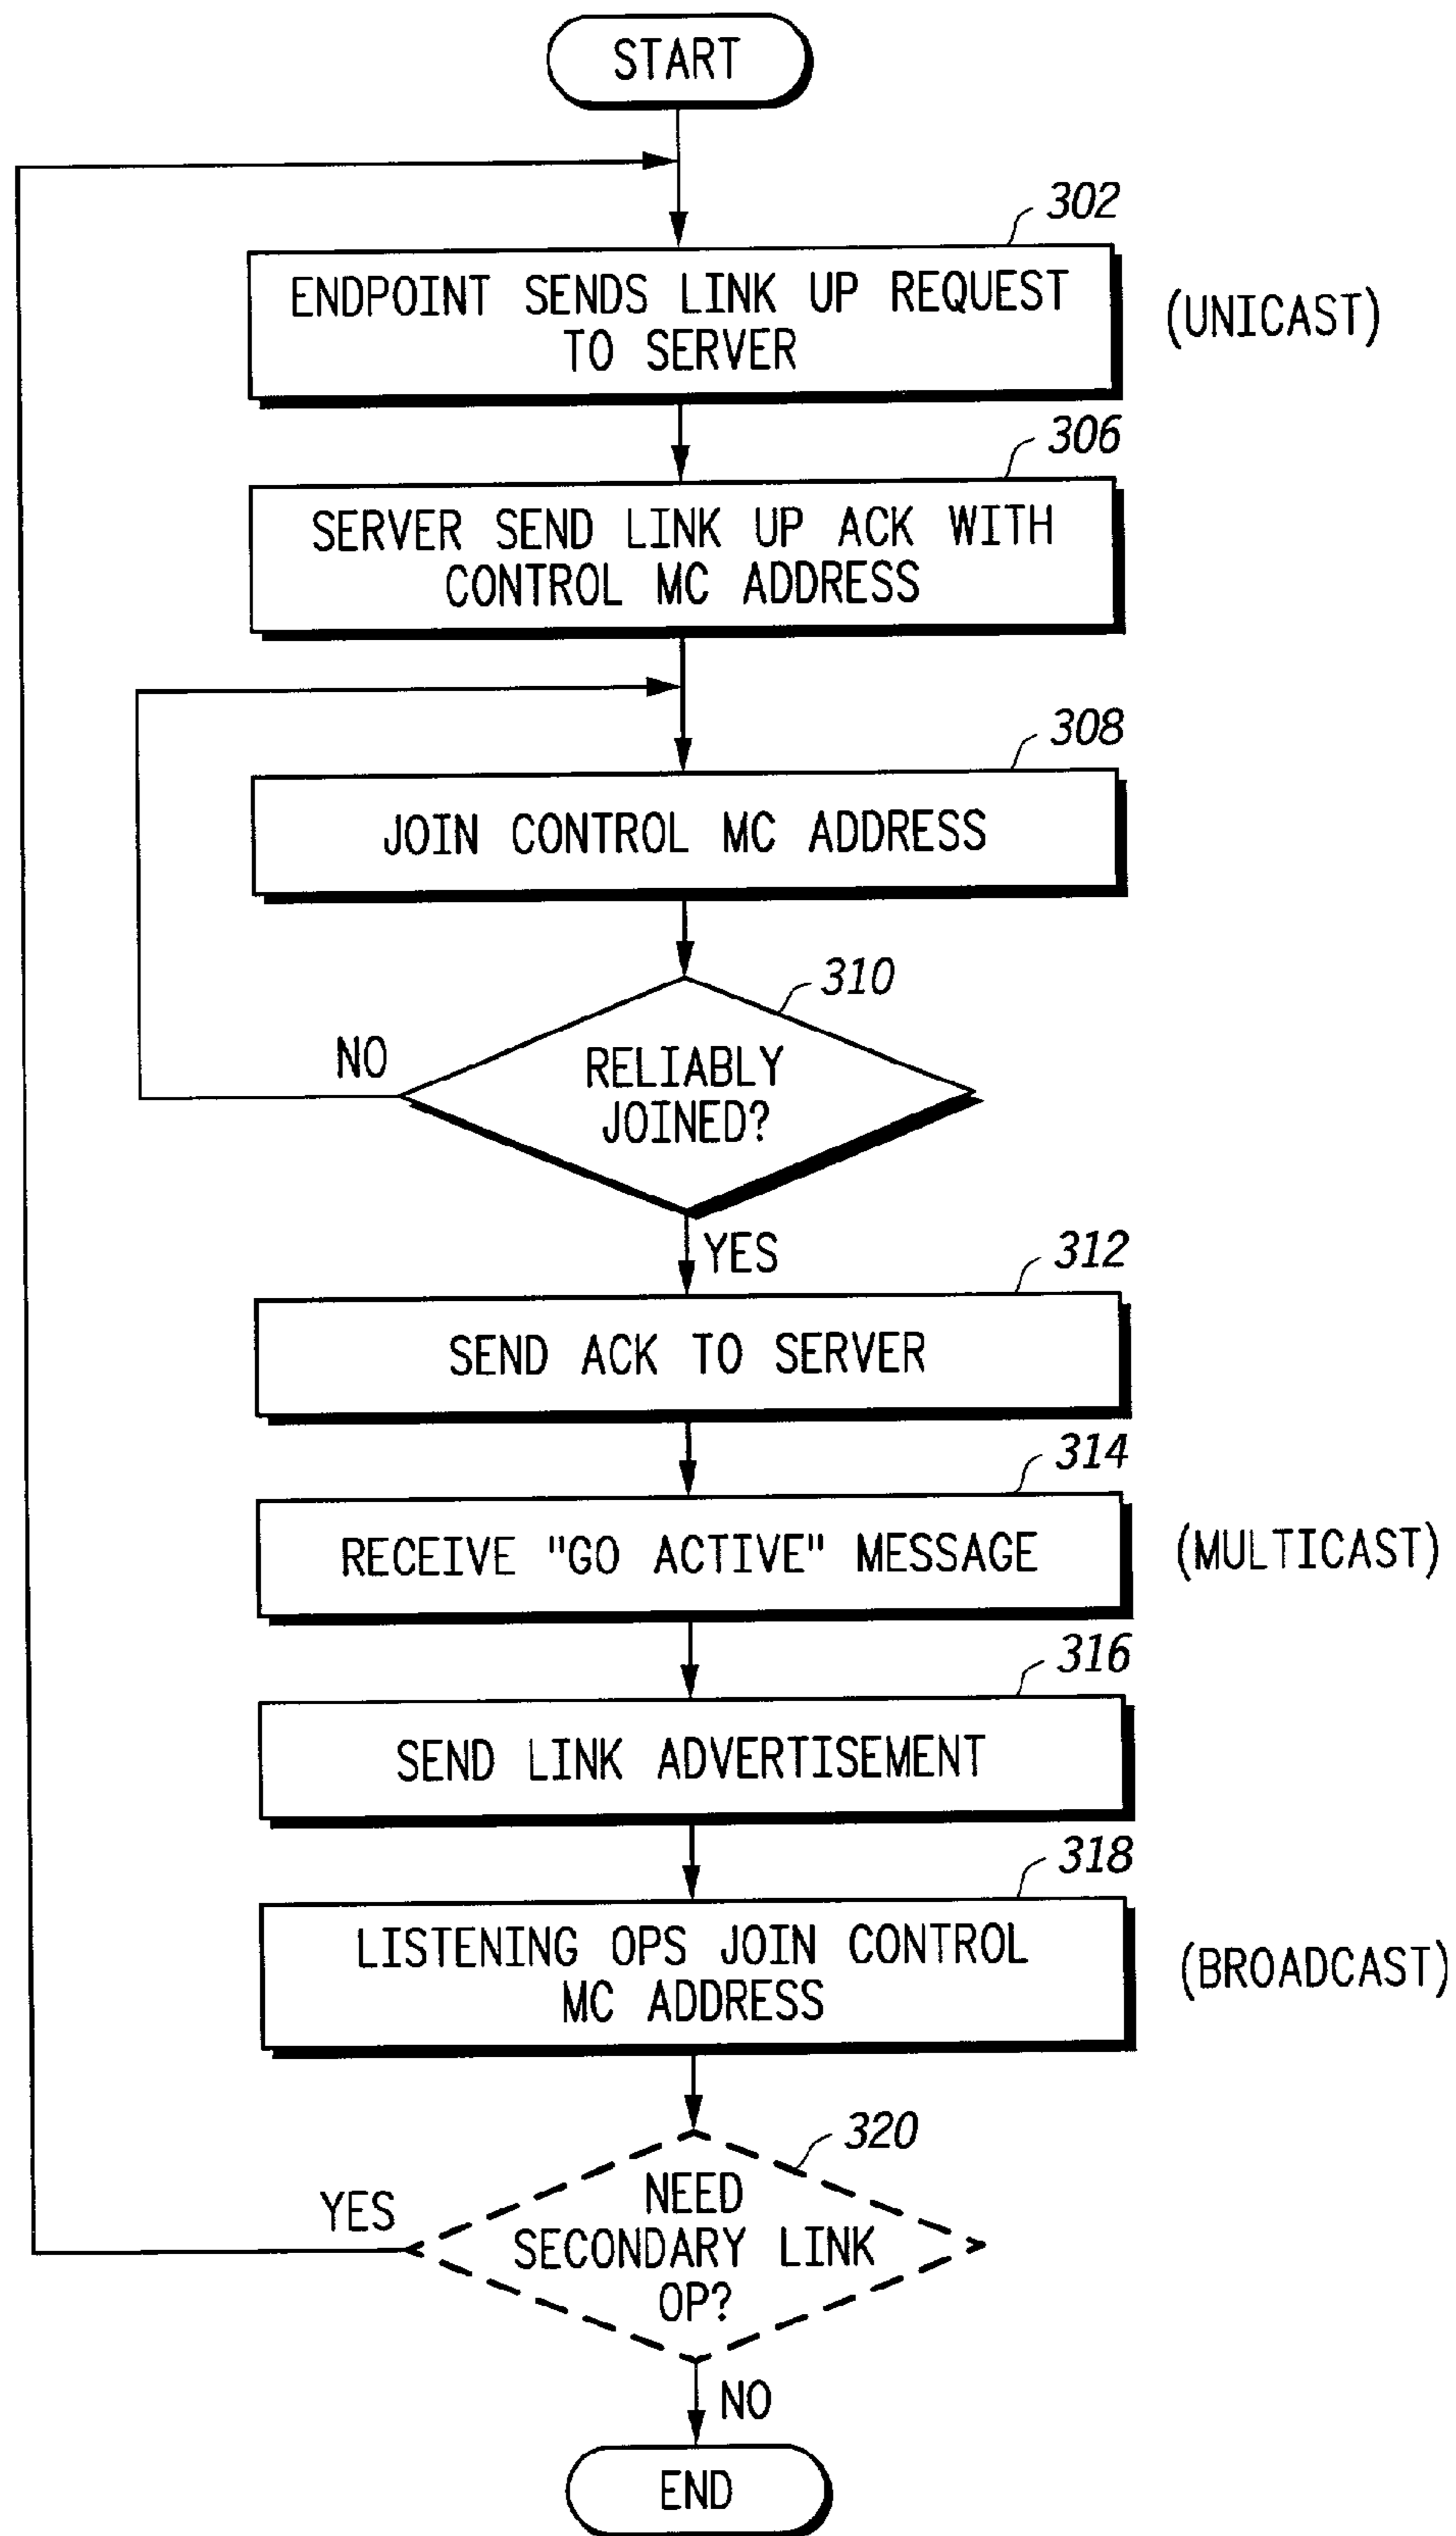 START
302
ENDPOINT SENDS LINK UP REQUEST
TO SERVER
(UNICAST)
306
SERVER SEND LINK UP ACK WITH
CONTROL MC ADDRESS
308
JOIN CONTROL MC ADDRESS
310
NO
RELIABLY
JOINED?
YES
312
SEND ACK TO SERVER
314
RECEIVE "GO ACTIVE" MESSAGE
(MULTICAST)
316
SEND LINK ADVERTISEMENT
318
LISTENING OPS JOIN CONTROL
MC ADDRESS
(BROADCAST)
320
YES
NEED
SECONDARY LINK
OP?
NO
END